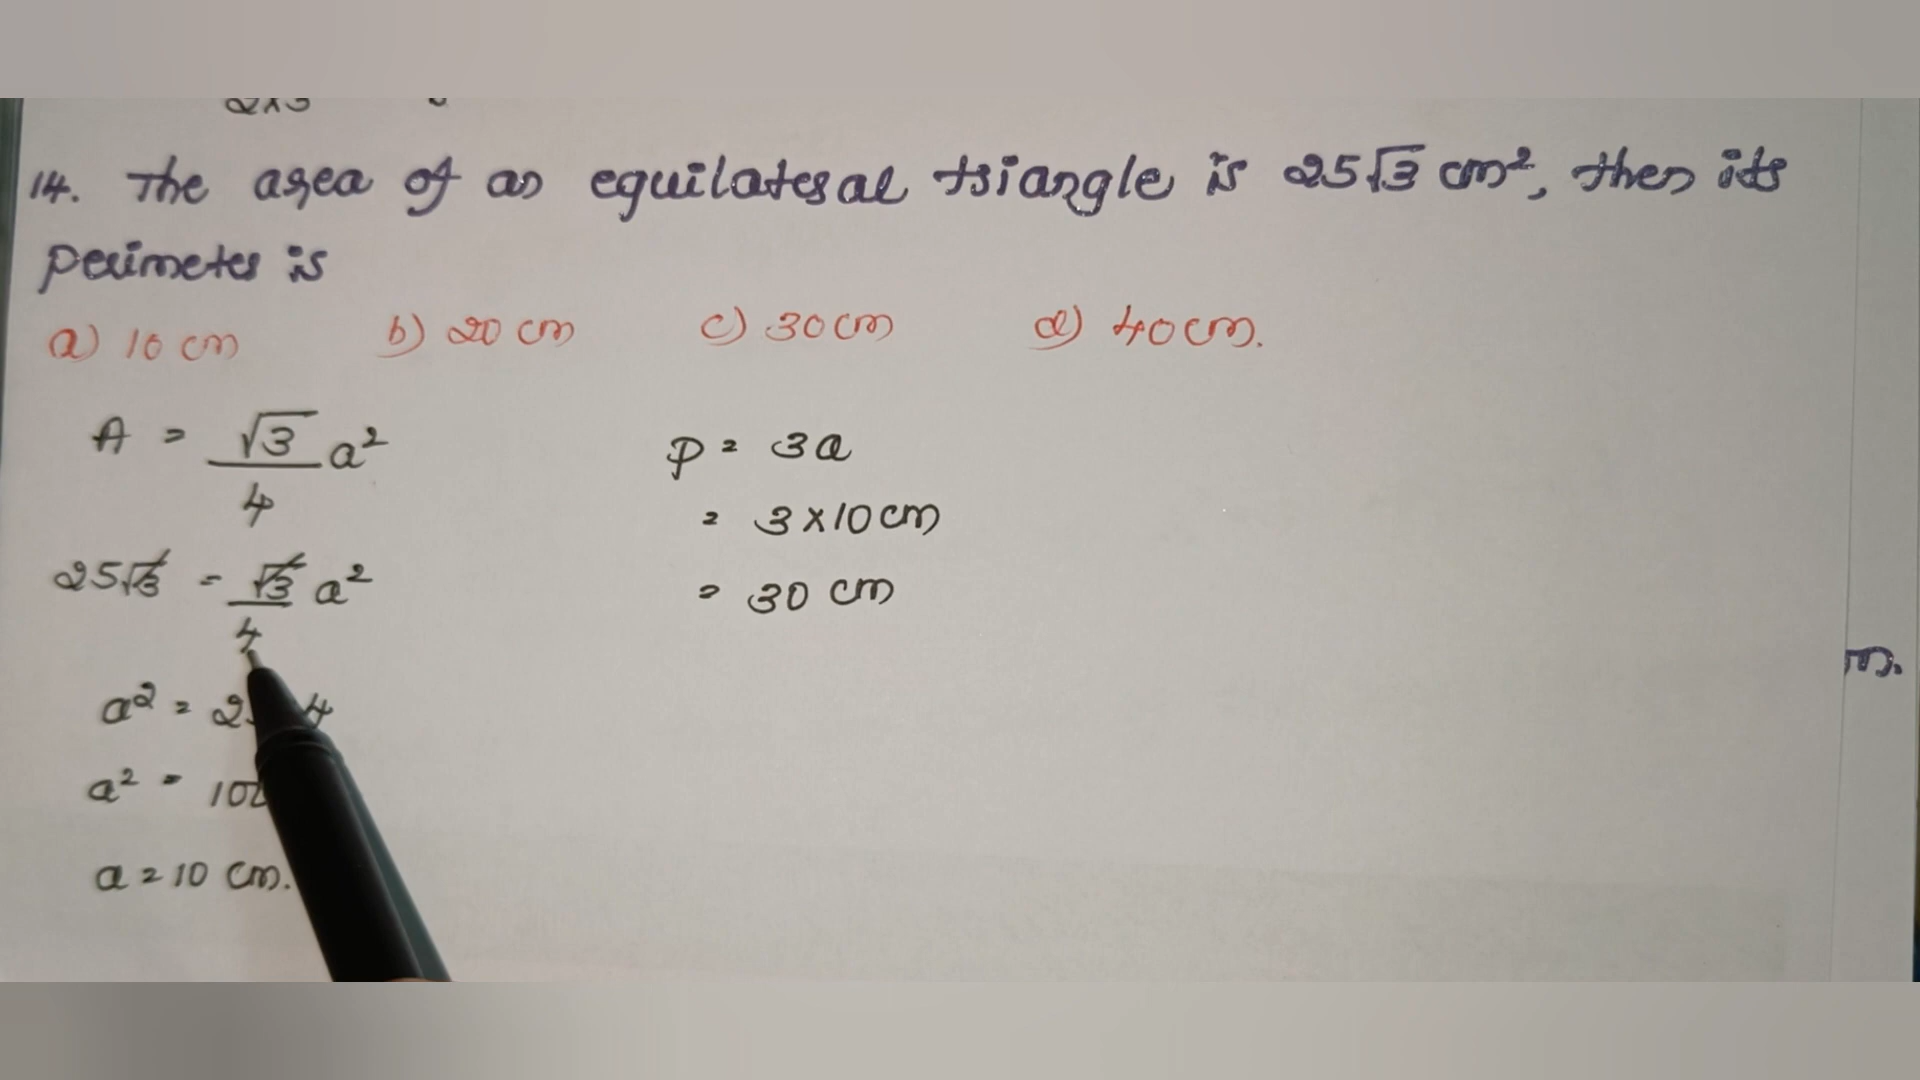 2x3
14. The area of an equilateral triangle is 25√3 cm², then its
perimeter is
a) 10 cm b) 20 cm c) 30 cm d) 40 cm.
A = √3/4 a²
25√3 = √3/4 a²
a² = 4
a² =
a = 10 cm.
P = 3a
= 3 x 10 cm
= 30 cm
m.